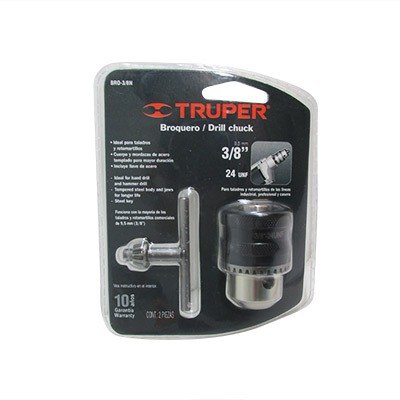 BRO-3/8N
TRUPER
Broquero / Drill chuck
• Ideal para taladros
y rotomartillos
• Cuerpo y mordazas de acero
templado para mayor duración
• Incluye llave de acero
9.5 mm
3/8”
24 UNF
• Ideal for hand drill
and hammer drill
• Tempered steel body and jaws
for longer life
• Steel key
Para taladros y rotomartillos de las líneas
Industrial, profesional y casera
Funciona con la mayoría de los
taladros y rotomartillos comerciales
de 9,5 mm (3/8")
Vea instructivo en el interior
10 años
Garantía
Warranty
CONT. 2 PIEZAS